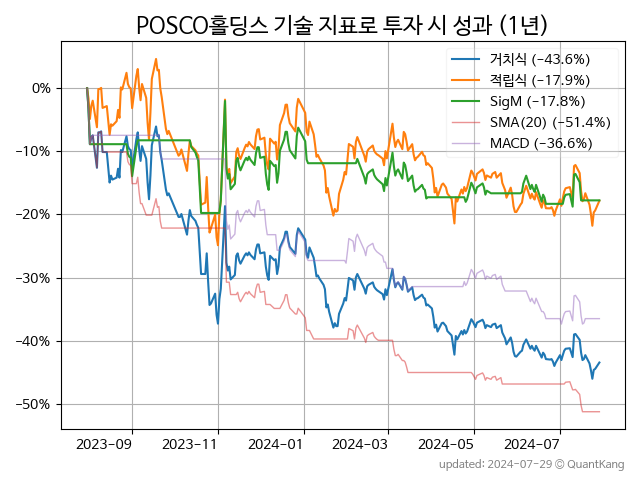 POSCO홀딩스 기술 지표로 투자 시 성과 (1년)
거치식 (−43.6%)
적립식 (−17.9%)
SigM (−17.8%)
SMA(20) (−51.4%)
MACD (−36.6%)
0%
−10%
−20%
−30%
−40%
−50%
2023-09 2023-11 2024-01 2024-03 2024-05 2024-07
updated: 2024-07-29 © QuantKang